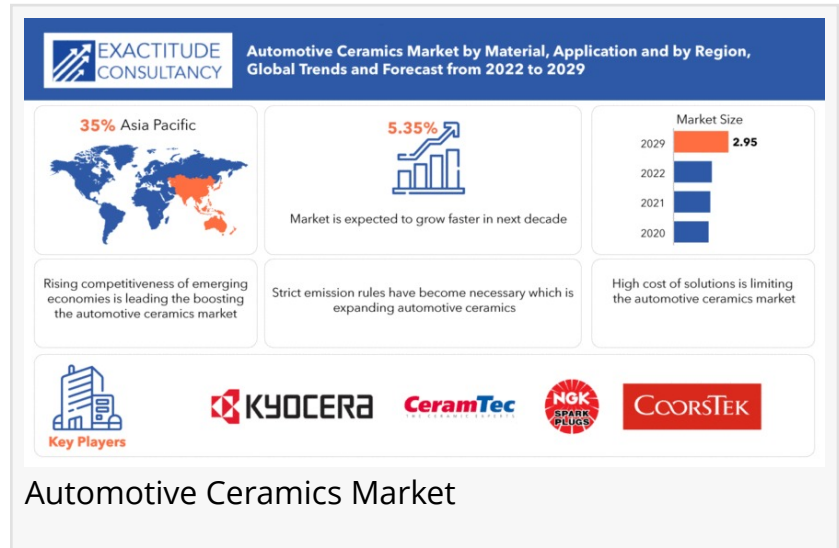 EXACTITUDE
CONSULTANCY
Automotive Ceramics Market by Material, Application and by Region,
Global Trends and Forecast from 2022 to 2029
35% Asia Pacific
5.35%
Market is expected to grow faster in next decade
Market Size
2029
2.95
2022
2021
2020
Rising competitiveness of emerging
economies is leading the boosting
the automotive ceramics market
Strict emission rules have become necessary which is
expanding automotive ceramics
High cost of solutions is limiting
the automotive ceramics market
Key Players
KYOCERA
CeramTec
THE CERAMIC EXPERTS
NGK
SPARK
PLUGS
COORSTEK
Automotive Ceramics Market